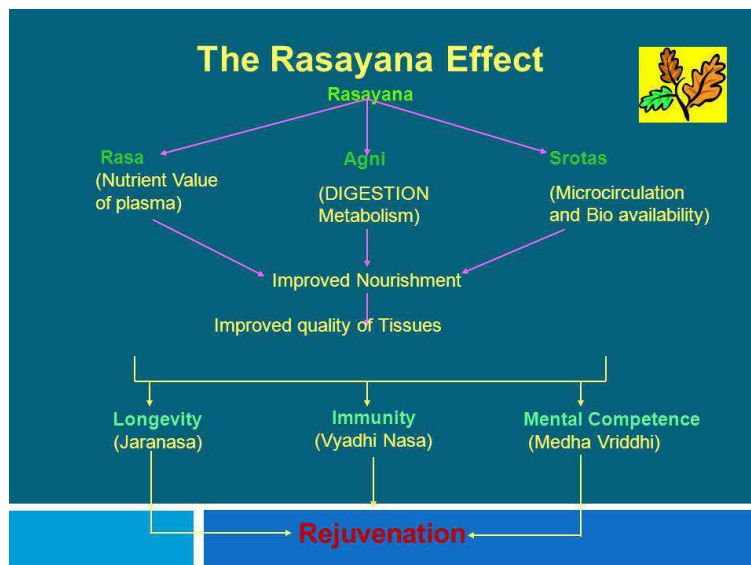 The Rasayana Effect
Rasayana
Rasa
(Nutrient Value
of plasma)
Agni
(DIGESTION
Metabolism)
Srotas
(Microcirculation
and Bio availability)
Improved Nourishment
Improved quality of Tissues
Longevity
(Jaranasa)
Immunity
(Vyadhi Nasa)
Mental Competence
(Medha Vriddhi)
Rejuvenation